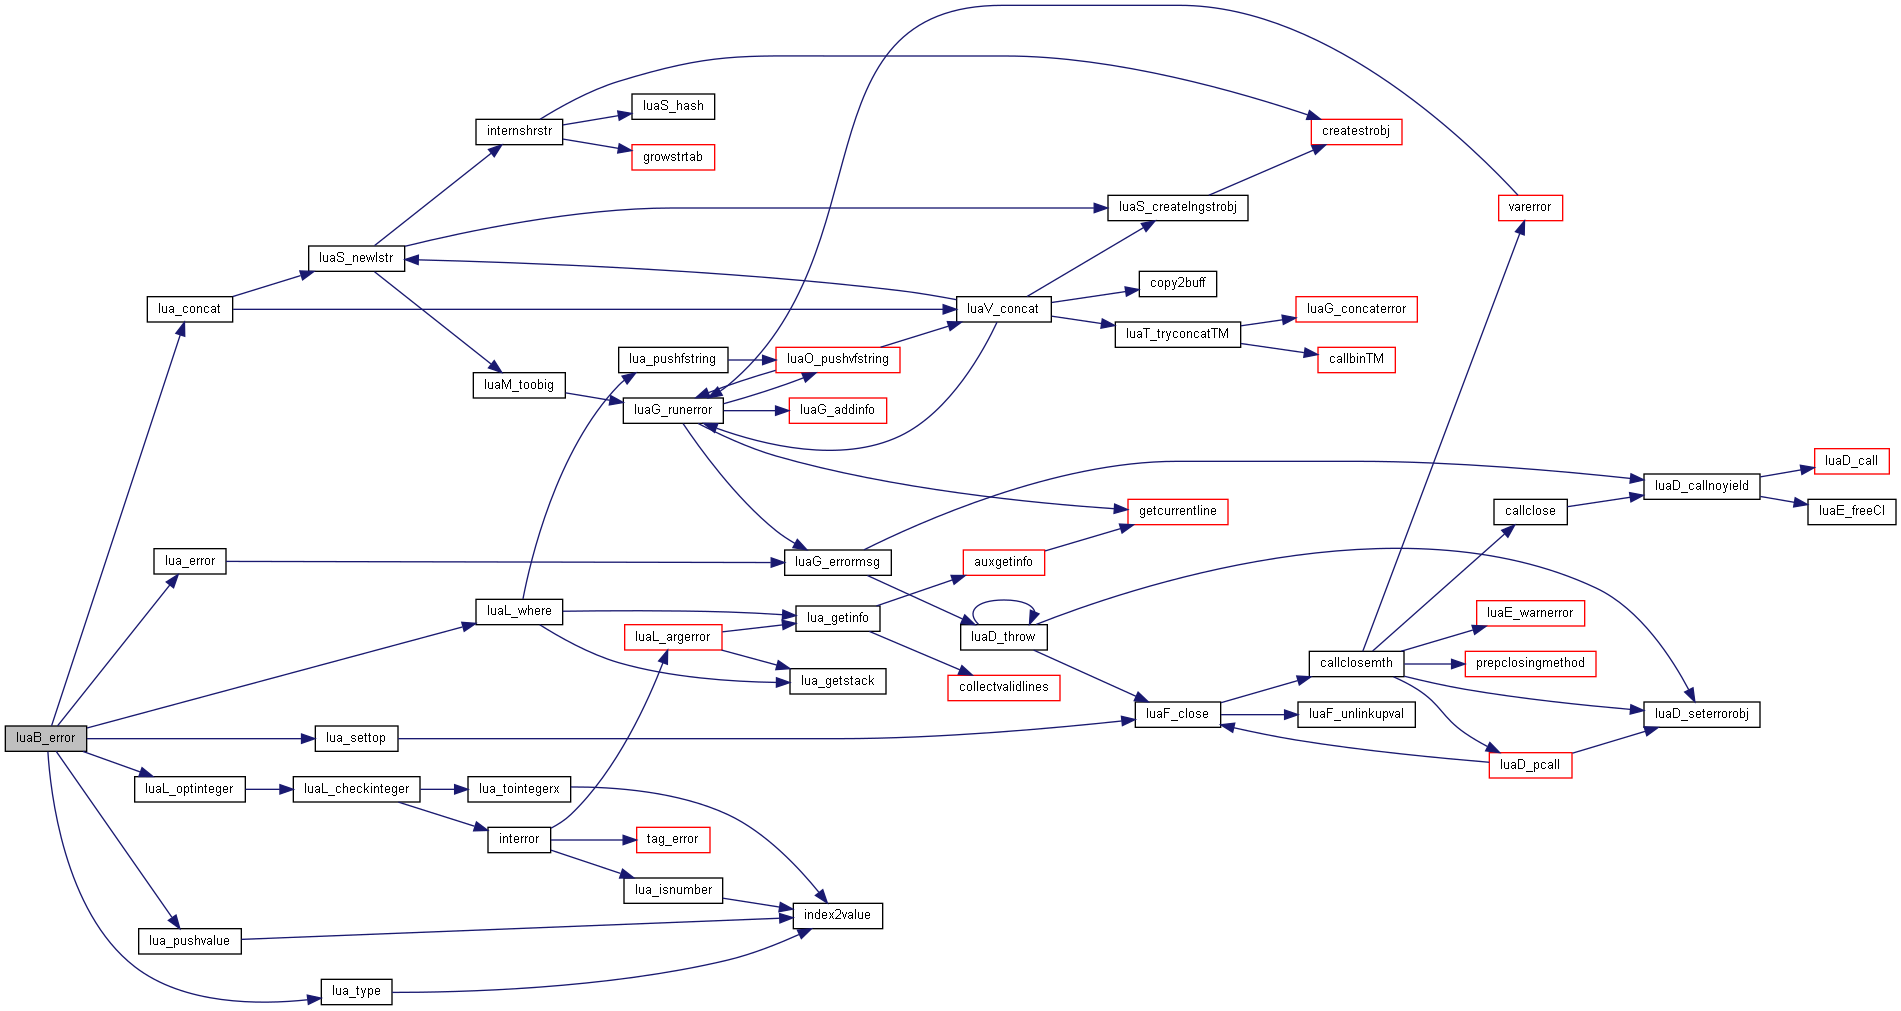 luaS_hash
internshrstr
createstrobj
growstrtab
varerror
luaS_createlngstrobj
luaS_newlstr
copy2buff
lua_concat
luaV_concat
luaG_concaterror
luaT_tryconcatTM
lua_pushfstring
luaO_pushvfstring
callbinTM
luaM_toobig
luaG_runerror
luaG_addinfo
luaD_call
luaD_callnoyield
getcurrentline
callclose
luaE_freeCI
lua_error
luaG_errormsg
auxgetinfo
luaL_where
lua_getinfo
luaE_warnerror
luaL_argerror
luaD_throw
callclosemth
prepclosingmethod
lua_getstack
collectvalidlines
luaF_close
luaF_unlinkupval
luaD_seterrorobj
luaB_error
lua_settop
luaD_pcall
luaL_optinteger
luaL_checkinteger
lua_tointegerx
interror
tag_error
lua_isnumber
index2value
lua_pushvalue
lua_type